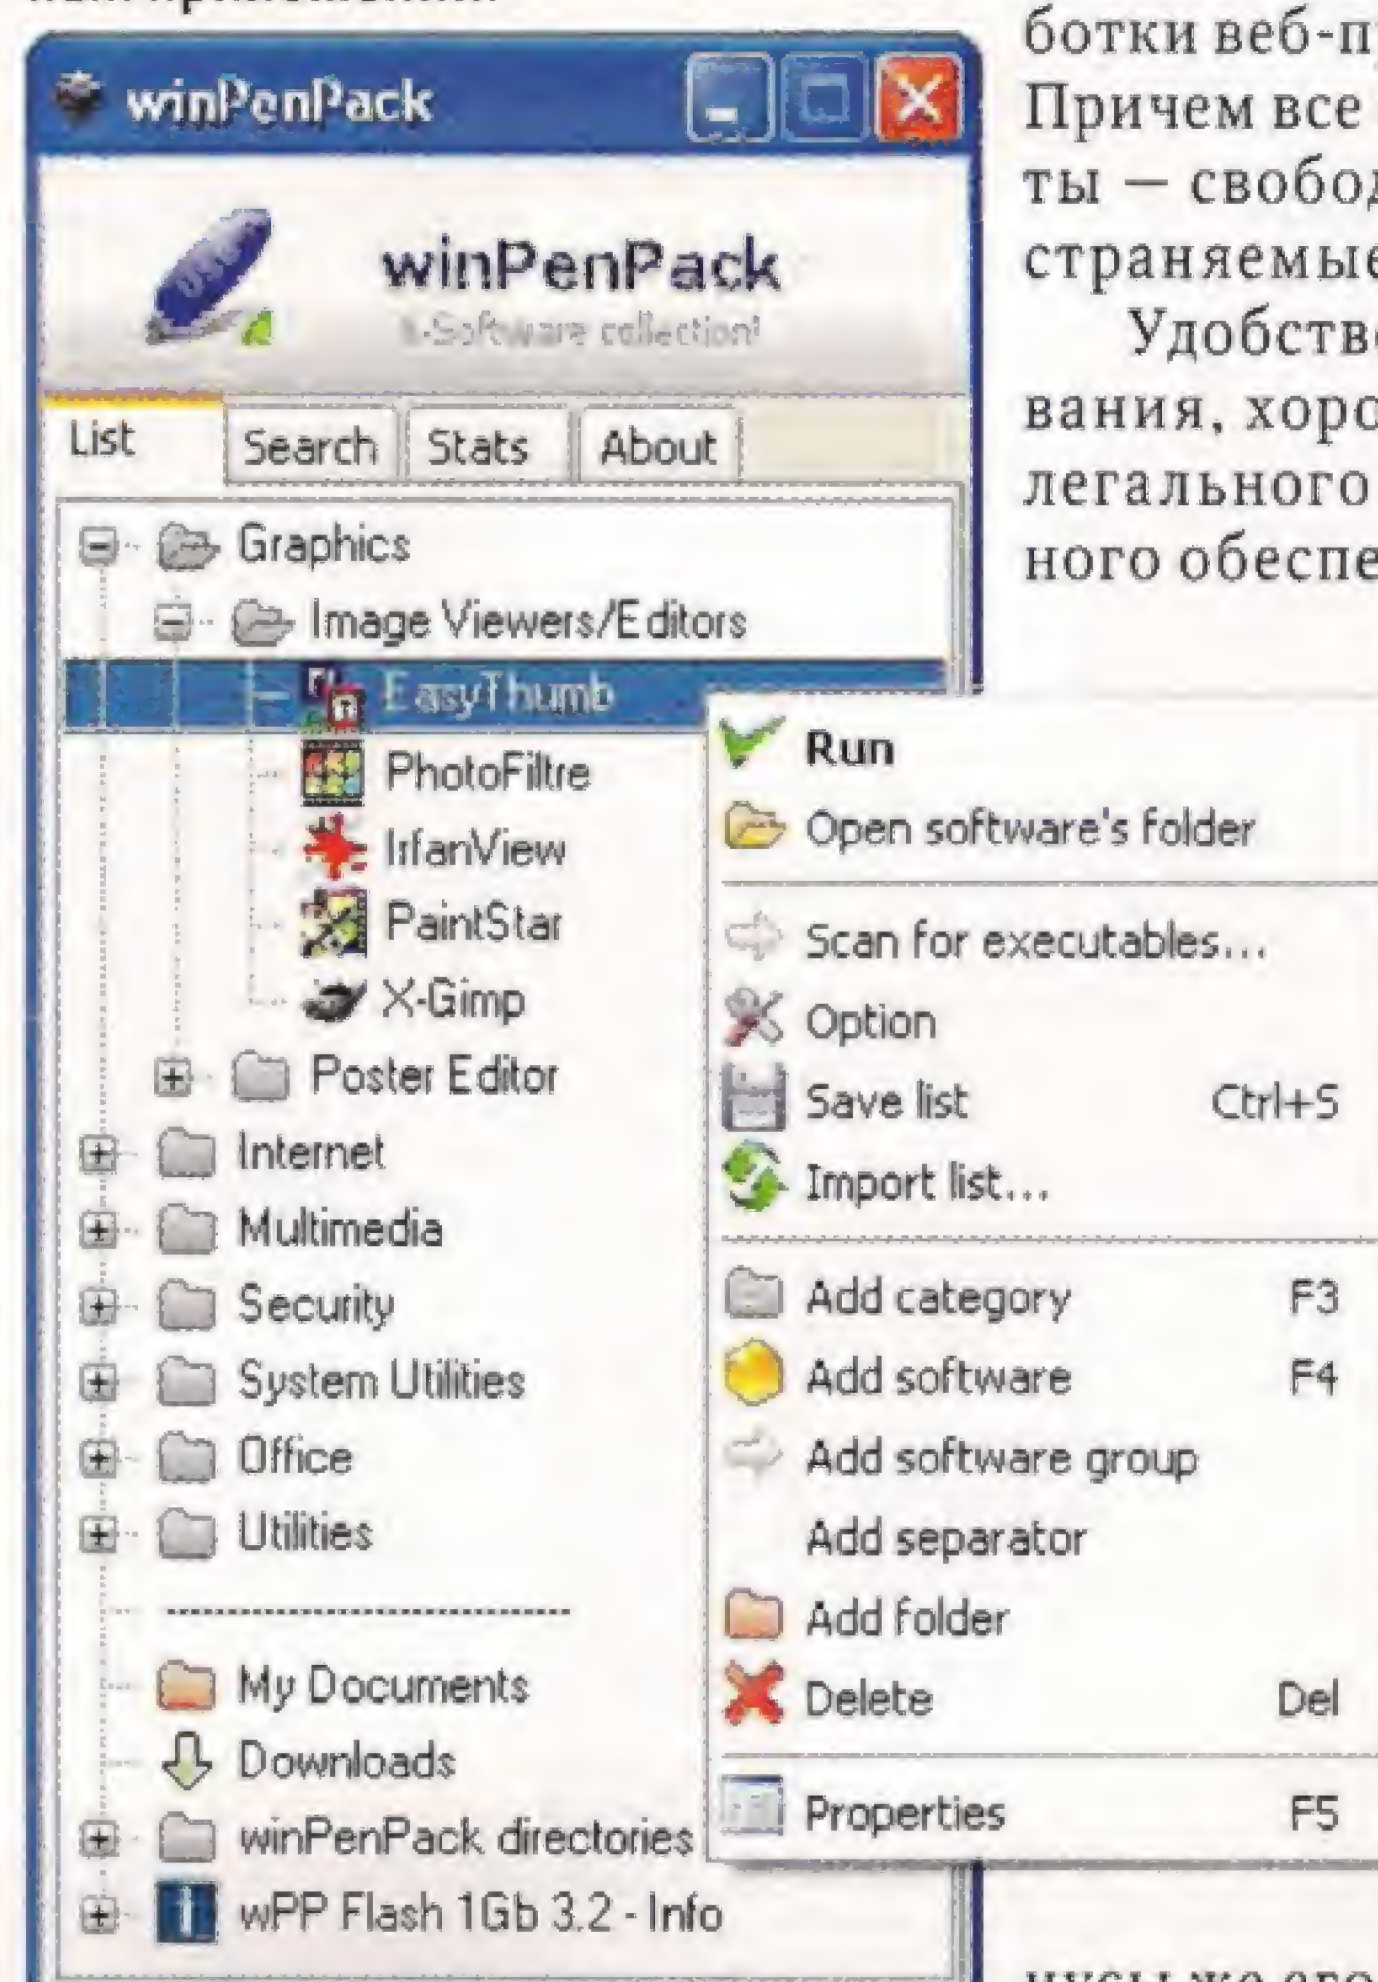 winPenPack
USB
winPenPack
X-Software collection!
List Search Stats About
Graphics
Image Viewers/Editors
EasyThumb
PhotoFiltre
IrfanView
PaintStar
X-Gimp
Poster Editor
Internet
Multimedia
Security
System Utilities
Office
Utilities
My Documents
Downloads
winPenPack directories
wPP Flash 1Gb 3.2 - Info
Run
Open software's folder
Scan for executables...
Option
Save list Ctrl+S
Import list...
Add category F3
Add software F4
Add software group
Add separator
Add folder
Delete Del
Properties F5
ботки веб-п
Причем все
ты — свобод
страняемые
Удобств
вания, хоро
легального
ного обеспе